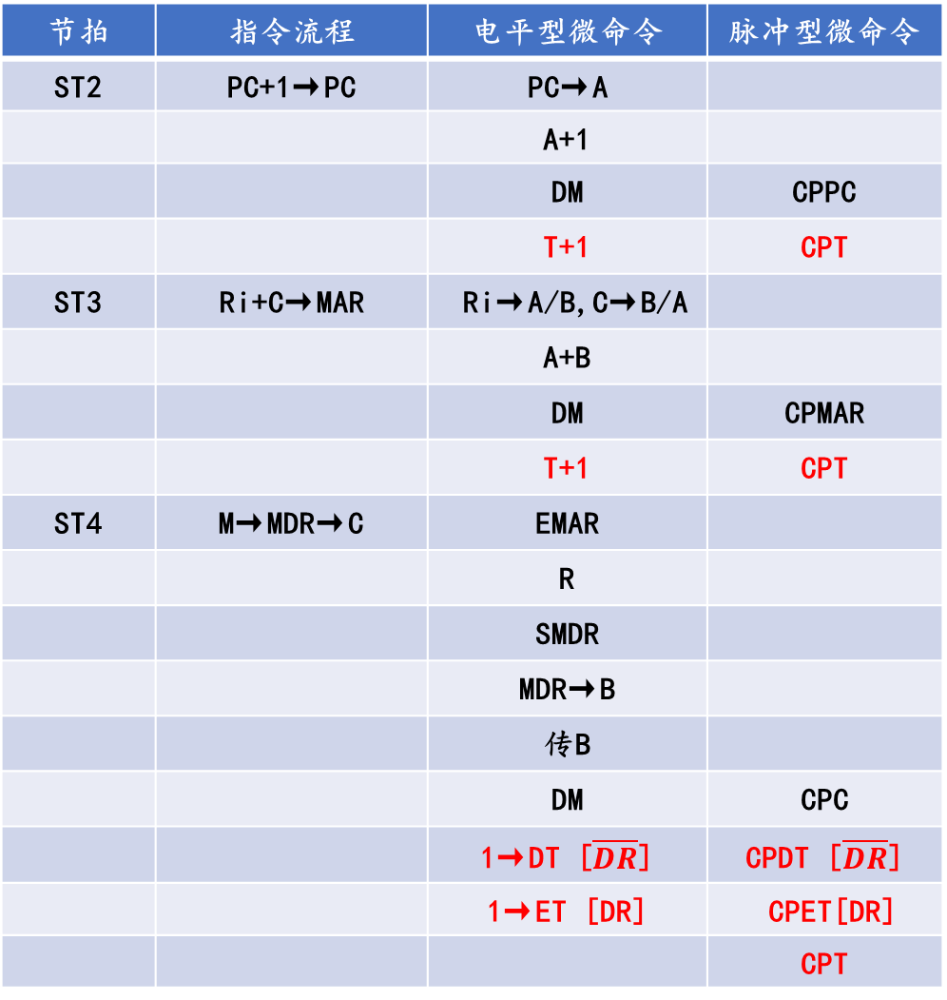 节拍 指令流程 电平型微命令 脉冲型微命令
ST2 PC+1→PC PC→A
A+1
DM CPPC
T+1 CPT
ST3 Ri+C→MAR Ri→A/B,C→B/A
A+B
DM CPMAR
T+1 CPT
ST4 M→MDR→C EMAR
R
SMDR
MDR→B
传B
DM CPC
1→DT [\overline{DR}] CPDT [\overline{DR}]
1→ET [DR] CPET[DR]
CPT